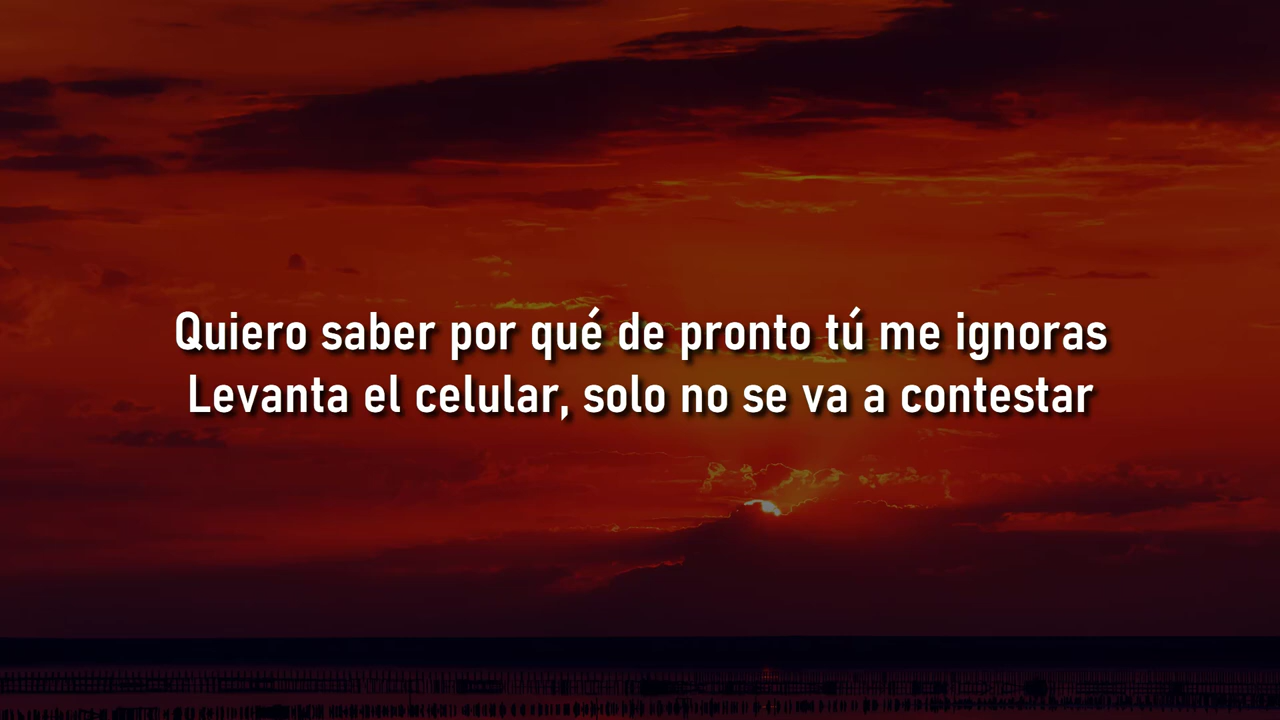 Quiero saber por qué de pronto tú me ignoras
Levanta el celular, solo no se va a contestar